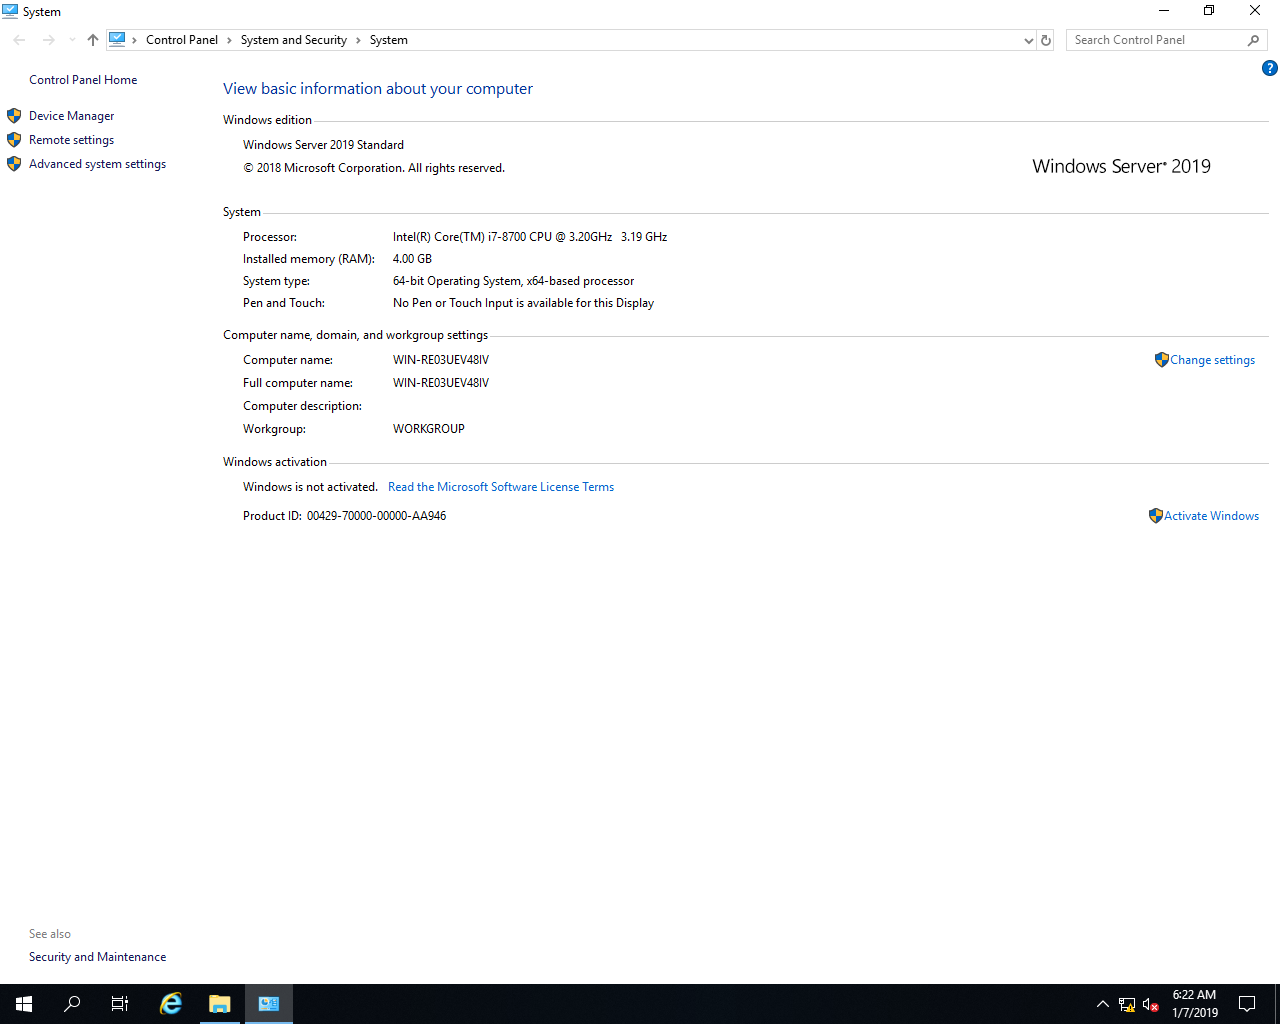 System
Control Panel System and Security System
Search Control Panel
Control Panel Home
Device Manager
Remote settings
Advanced system settings
View basic information about your computer
Windows edition
Windows Server 2019 Standard
© 2018 Microsoft Corporation. All rights reserved.
Windows Server® 2019
System
Processor: Intel(R) Core(TM) i7-8700 CPU @ 3.20GHz 3.19 GHz
Installed memory (RAM): 4.00 GB
System type: 64-bit Operating System, x64-based processor
Pen and Touch: No Pen or Touch Input is available for this Display
Computer name, domain, and workgroup settings
Computer name: WIN-RE03UEV48IV Change settings
Full computer name: WIN-RE03UEV48IV
Computer description:
Workgroup: WORKGROUP
Windows activation
Windows is not activated. Read the Microsoft Software License Terms
Product ID: 00429-70000-00000-AA946 Activate Windows
See also
Security and Maintenance
6:22 AM
1/7/2019